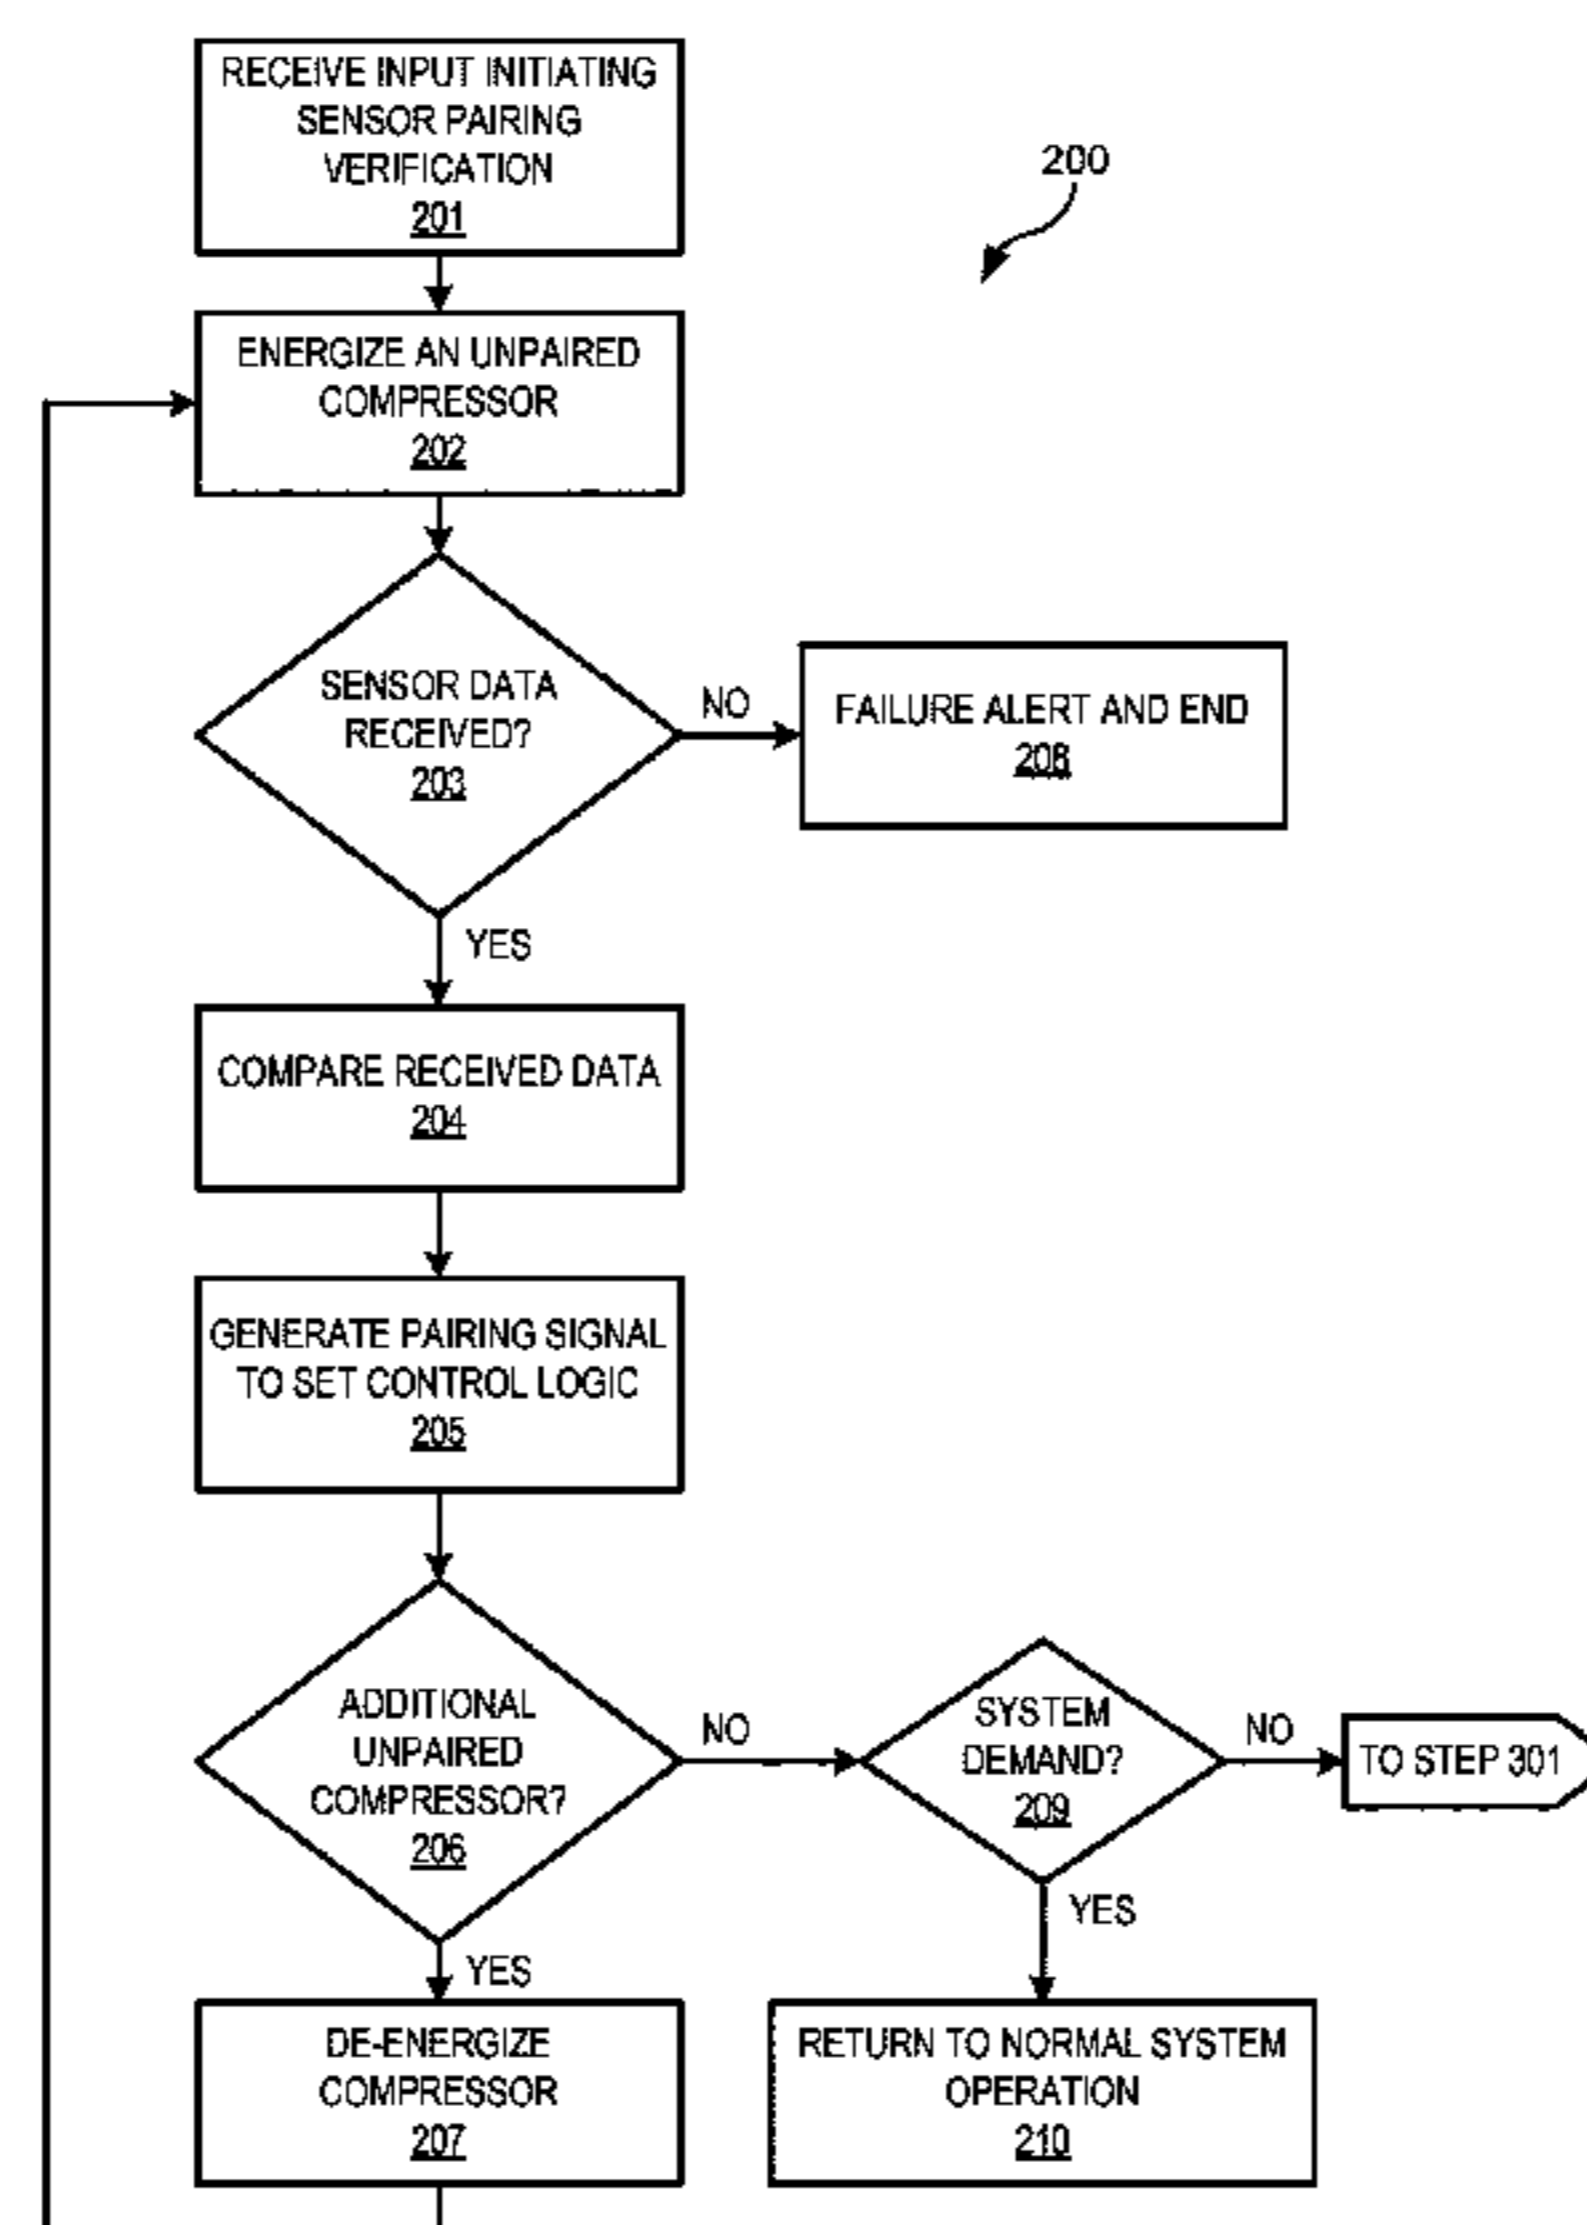 RECEIVE INPUT INITIATING
SENSOR PAIRING
VERIFICATION
201
200
ENERGIZE AN UNPAIRED
COMPRESSOR
202
SENSOR DATA
RECEIVED?
203
NO
FAILURE ALERT AND END
208
YES
COMPARE RECEIVED DATA
204
GENERATE PAIRING SIGNAL
TO SET CONTROL LOGIC
205
ADDITIONAL
UNPAIRED
COMPRESSOR?
206
NO
SYSTEM
DEMAND?
209
NO
TO STEP 301
YES
YES
DE-ENERGIZE
COMPRESSOR
207
RETURN TO NORMAL SYSTEM
OPERATION
210